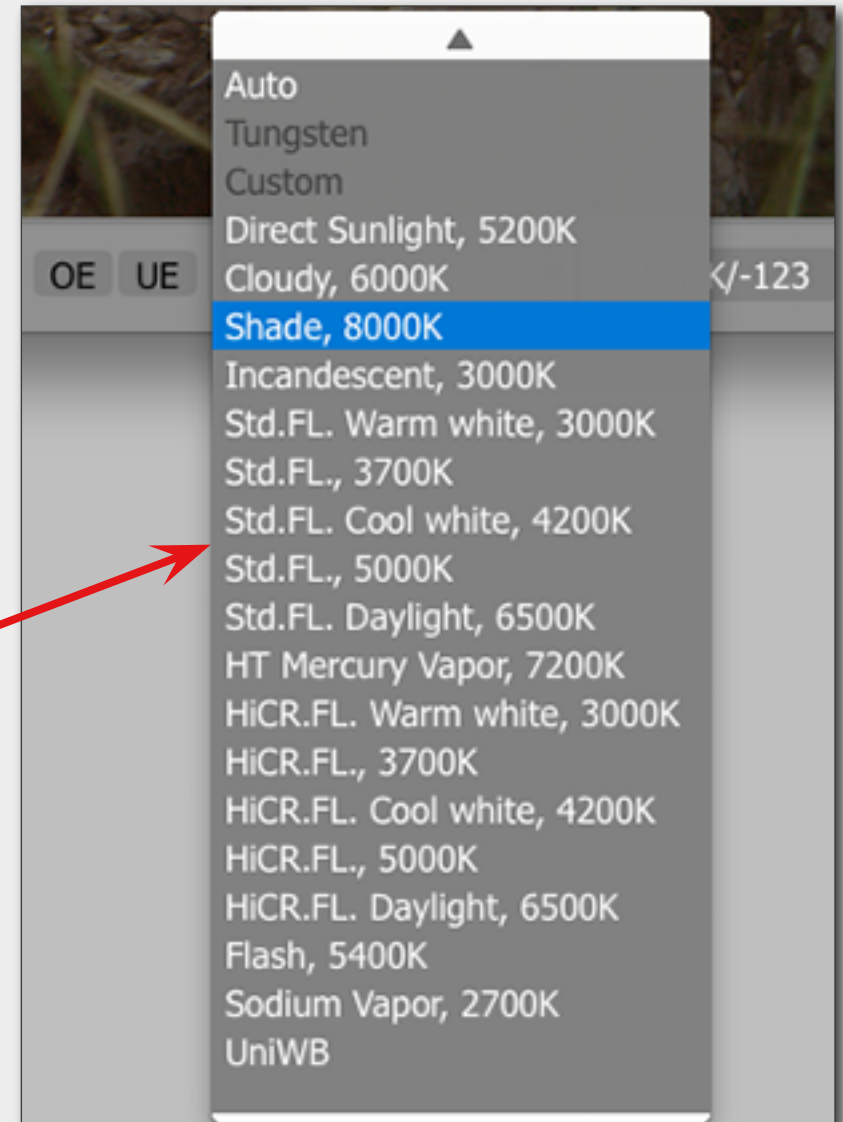 Auto
Tungsten
Custom
Direct Sunlight, 5200K
OE UE Cloudy, 6000K K/-123
Shade, 8000K
Incandescent, 3000K
Std.FL. Warm white, 3000K
Std.FL., 3700K
Std.FL. Cool white, 4200K
Std.FL., 5000K
Std.FL. Daylight, 6500K
HT Mercury Vapor, 7200K
HiCR.FL. Warm white, 3000K
HiCR.FL., 3700K
HiCR.FL. Cool white, 4200K
HiCR.FL., 5000K
HiCR.FL. Daylight, 6500K
Flash, 5400K
Sodium Vapor, 2700K
UniWB